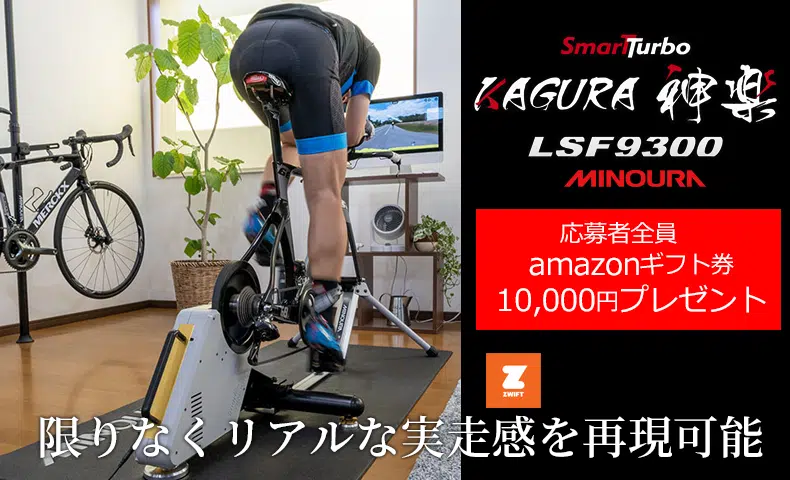 SmartTurbo
KAGURA 神楽
LSF9300
MINOURA
応募者全員
amazonギフト券
10,000円プレゼント
Z
ZWIFT
限りなくリアルな実走感を再現可能
MERCKX